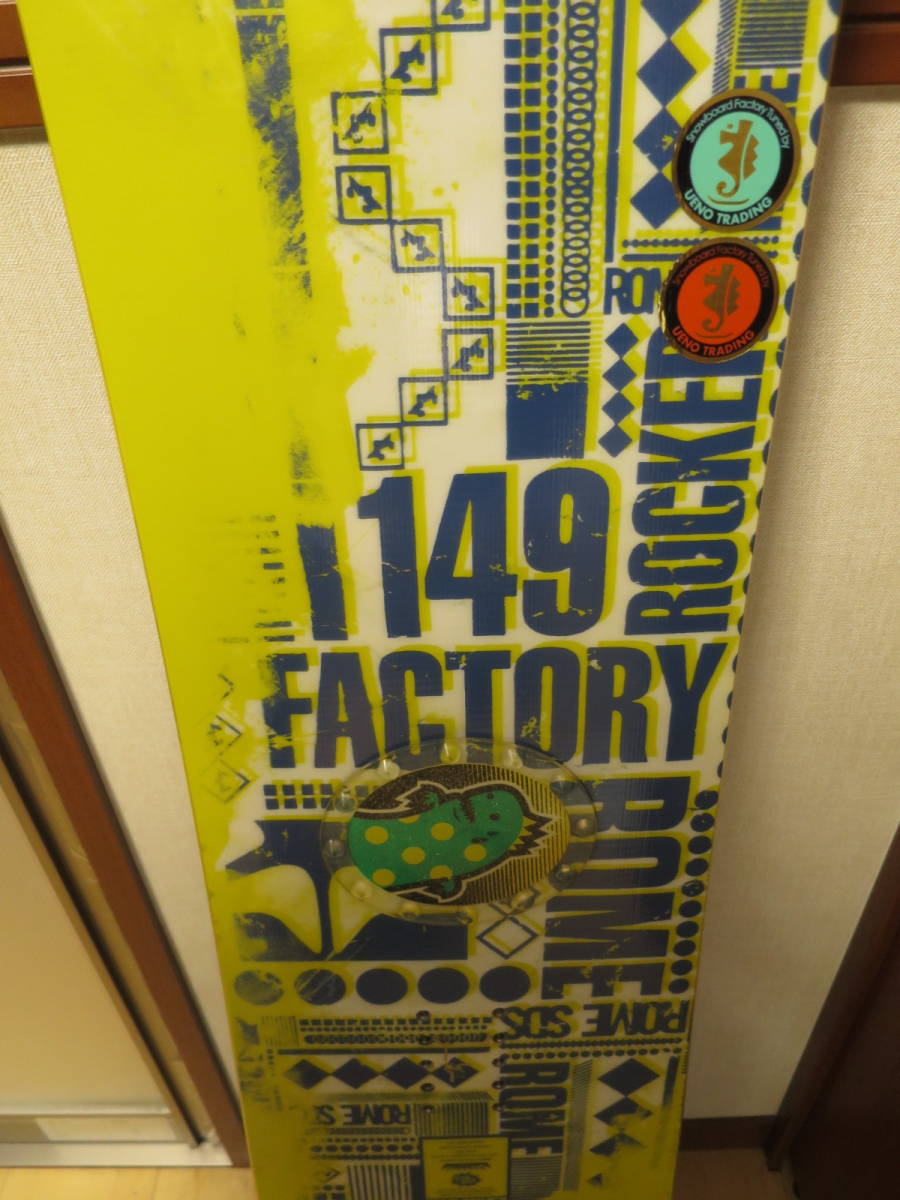 Snowboard Factory Tuned by
UENO TRADING
Snowboard Factory Tuned by
UENO TRADING
ROCKER
149
FACTORY
ROME
ROME SDS
ROME
ROME S